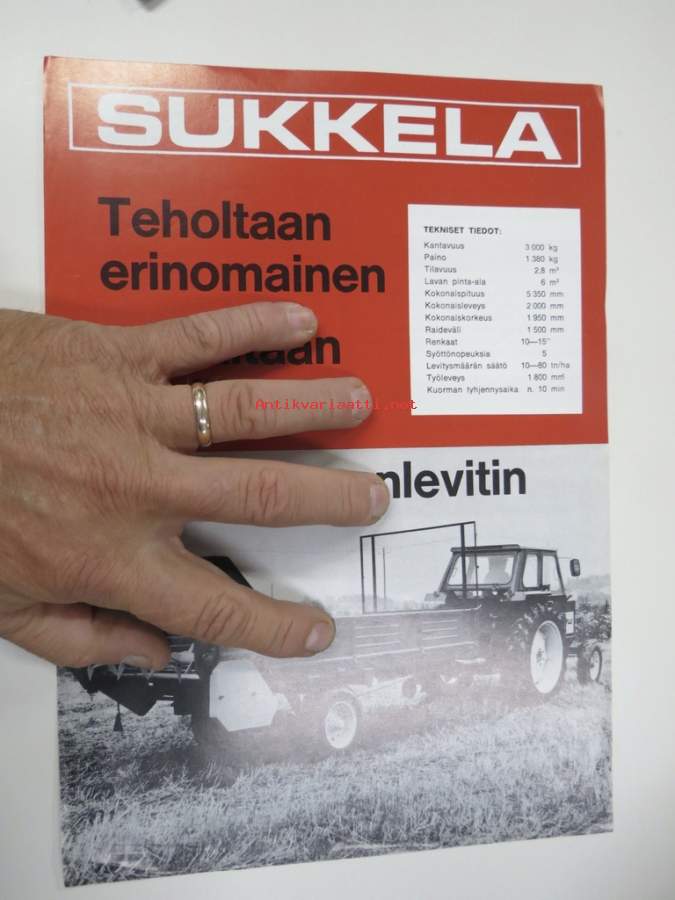 SUKKELA
Teholtaan
erinomainen
TEKNISET TIEDOT:
Kantavuus 3 000 kg
Paino 1 380 kg
Tilavuus 2,8 m³
Lavan pinta-ala 6 m²
Kokonaispituus 5 350 mm
Kokonaisleveys 2 000 mm
Kokonaiskorkeus 1 950 mm
Raideväli 1 500 mm
Renkaat 10—15"
Syöttönopeuksia 5
Levitysmäärän säätö 10—80 tn/ha
Työleveys 1 800 mm
Kuorman tyhjennysaika n. 10 min
Antikvariaatti.net
nlevitin